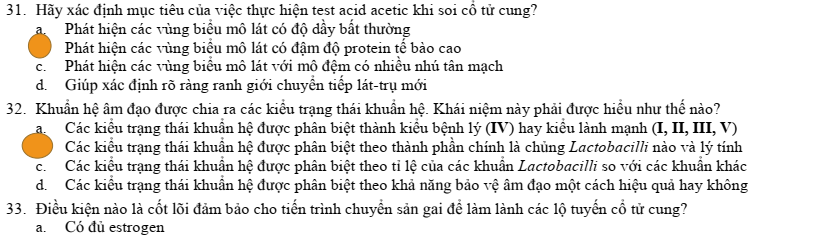 31. Hãy xác định mục tiêu của việc thực hiện test acid acetic khi soi cổ tử cung?
a. Phát hiện các vùng biểu mô lát có độ dầy bất thường
Phát hiện các vùng biểu mô lát có đậm độ protein tế bào cao
c. Phát hiện các vùng biểu mô lát với mô đệm có nhiều nhú tân mạch
d. Giúp xác định rõ ràng ranh giới chuyển tiếp lát-trụ mới
32. Khuẩn hệ âm đạo được chia ra các kiểu trạng thái khuẩn hệ. Khái niệm này phải được hiểu như thế nào?
a. Các kiểu trạng thái khuẩn hệ được phân biệt thành kiểu bệnh lý (IV) hay kiểu lành mạnh (I, II, III, V)
Các kiểu trạng thái khuẩn hệ được phân biệt theo thành phần chính là chủng Lactobacilli nào và lý tính
c. Các kiểu trạng thái khuẩn hệ được phân biệt theo tỉ lệ của các khuẩn Lactobacilli so với các khuẩn khác
d. Các kiểu trạng thái khuẩn hệ được phân biệt theo khả năng bảo vệ âm đạo một cách hiệu quả hay không
33. Điều kiện nào là cốt lõi đảm bảo cho tiến trình chuyển sản gai để làm lành các lộ tuyến cổ tử cung?
a. Có đủ estrogen